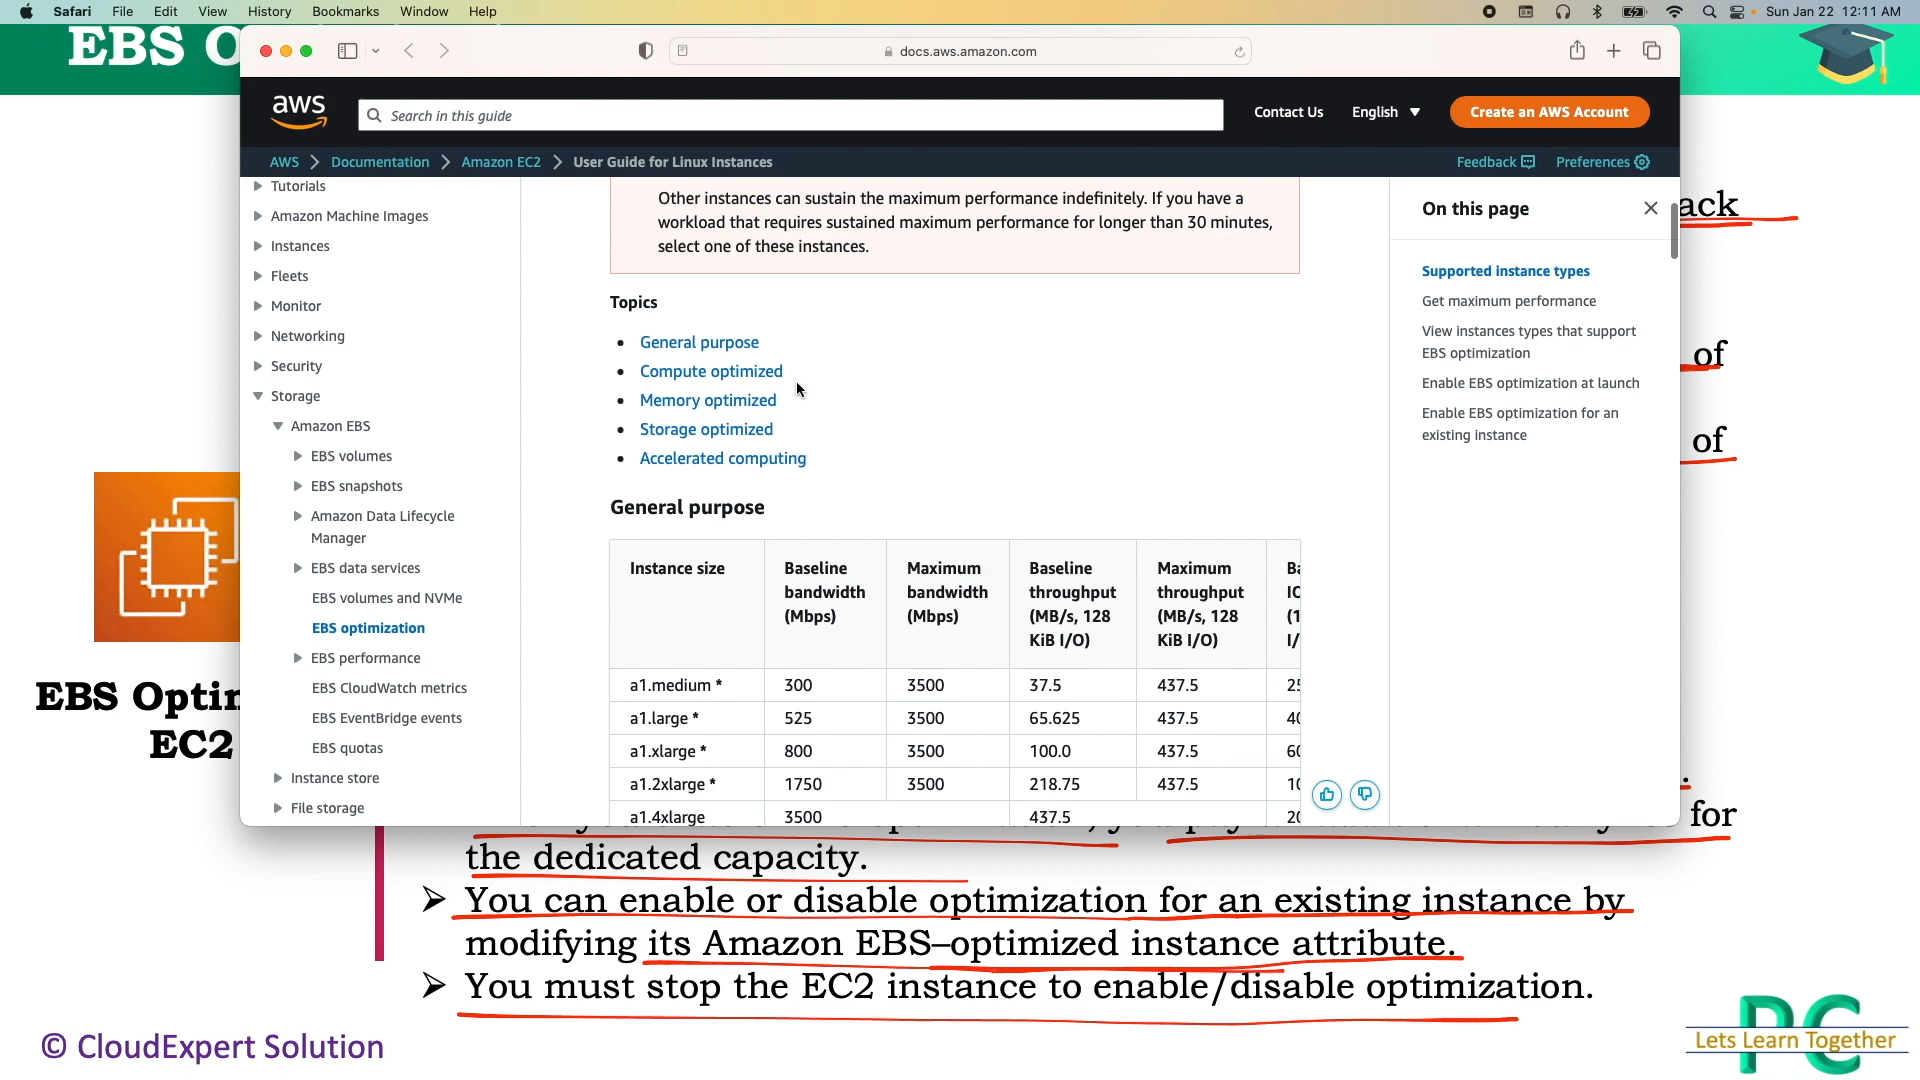 Safari File Edit View History Bookmarks Window Help
Sun Jan 22 12:11 AM
EBS O
docs.aws.amazon.com
aws
Search in this guide
Contact Us
English
Create an AWS Account
AWS > Documentation > Amazon EC2 > User Guide for Linux Instances
Feedback
Preferences
Tutorials
Amazon Machine Images
Instances
Fleets
Monitor
Networking
Security
Storage
Amazon EBS
EBS volumes
EBS snapshots
Amazon Data Lifecycle
Manager
EBS data services
EBS volumes and NVMe
EBS optimization
EBS performance
EBS CloudWatch metrics
EBS EventBridge events
EBS quotas
Instance store
File storage
Other instances can sustain the maximum performance indefinitely. If you have a
workload that requires sustained maximum performance for longer than 30 minutes,
select one of these instances.
Topics
General purpose
Compute optimized
Memory optimized
Storage optimized
Accelerated computing
General purpose
Instance size
Baseline
bandwidth
(Mbps)
Maximum
bandwidth
(Mbps)
Baseline
throughput
(MB/s, 128
KiB I/O)
Maximum
throughput
(MB/s, 128
KiB I/O)
a1.medium * 300 3500 37.5 437.5
a1.large * 525 3500 65.625 437.5
a1.xlarge * 800 3500 100.0 437.5
a1.2xlarge * 1750 3500 218.75 437.5
a1.4xlarge 3500 437.5
On this page
Supported instance types
Get maximum performance
View instances types that support
EBS optimization
Enable EBS optimization at launch
Enable EBS optimization for an
existing instance
ack
of
of
EBS Optim
EC2
for
the dedicated capacity.
➢ You can enable or disable optimization for an existing instance by
modifying its Amazon EBS–optimized instance attribute.
➢ You must stop the EC2 instance to enable/disable optimization.
© CloudExpert Solution
PC
Lets Learn Together